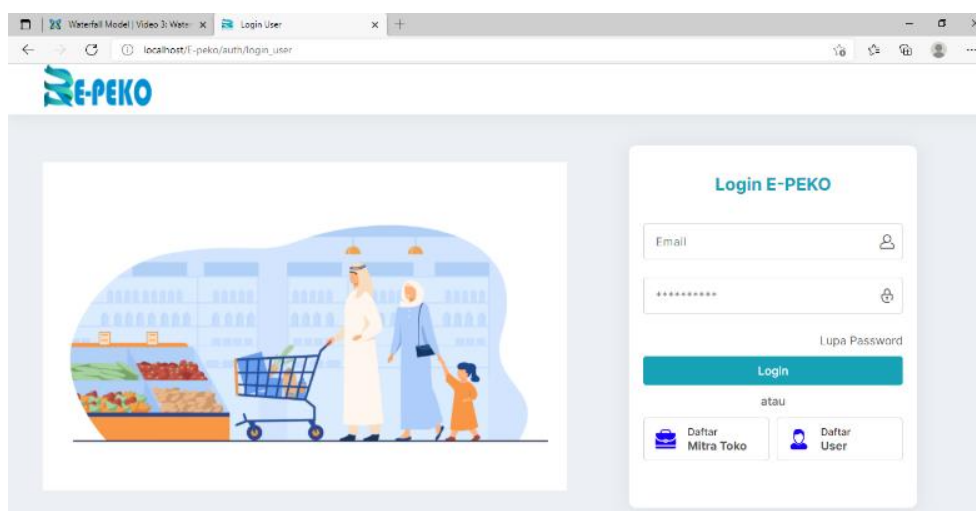 Waterfall Model | Video 3: Water
Login User
localhost/E-peko/auth/login_user
E-PEKO
Login E-PEKO
Email
**********
Lupa Password
Login
atau
Daftar
Mitra Toko
Daftar
User